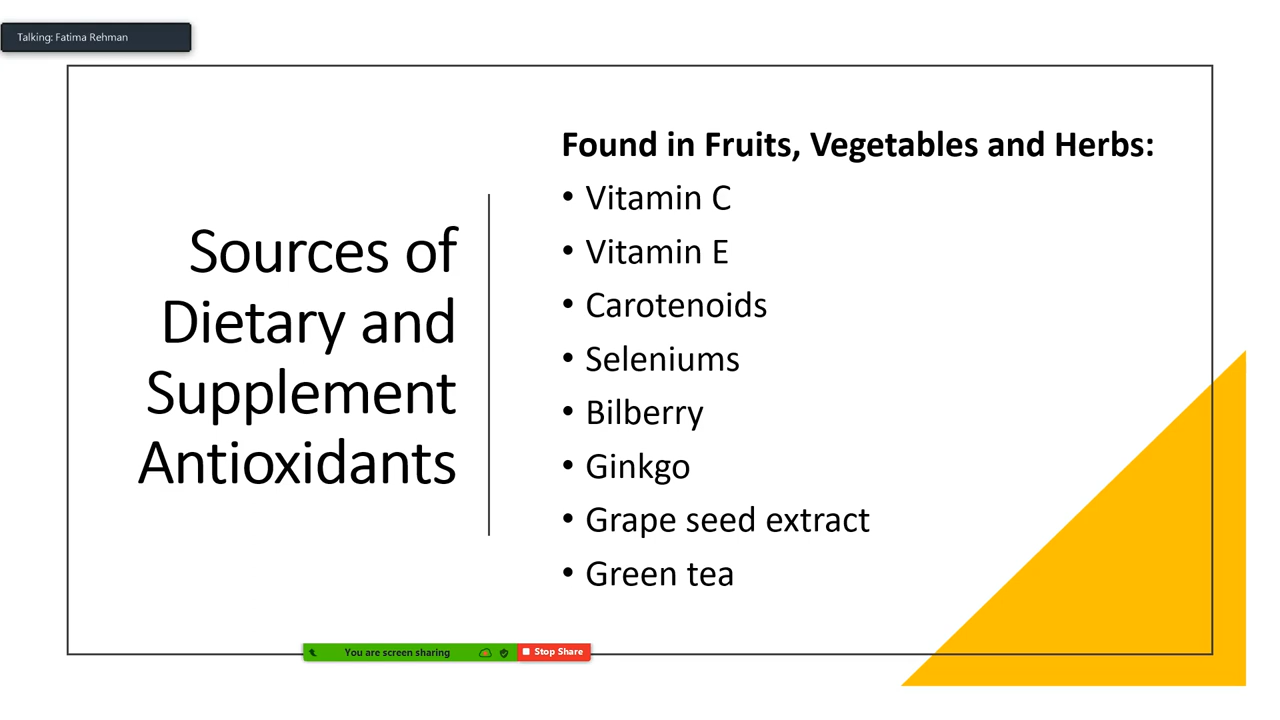 Talking: Fatima Rehman
Sources of
Dietary and
Supplement
Antioxidants
Found in Fruits, Vegetables and Herbs:
• Vitamin C
• Vitamin E
• Carotenoids
• Seleniums
• Bilberry
• Ginkgo
• Grape seed extract
• Green tea
You are screen sharing
Stop Share